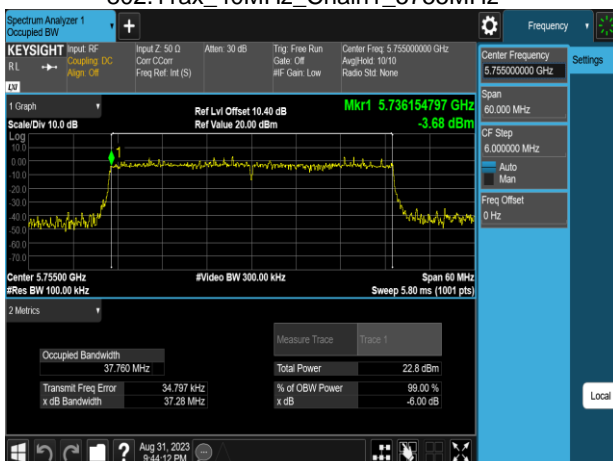 Spectrum Analyzer 1
Occupied BW
+
Frequency
KEYSIGHT
Input: RF
Input Z: 50 Ω
Atten: 30 dB
Trig: Free Run
Center Freq: 5.755000000 GHz
RL
Coupling: DC
Corr CCorr
Gate: Off
Avg|Hold: 10/10
Align: Off
Freq Ref: Int (S)
#IF Gain: Low
Radio Std: None
LXI
Center Frequency
5.755000000 GHz
Settings
Span
60.000 MHz
CF Step
6.000000 MHz
Auto
Man
Freq Offset
0 Hz
Local
1 Graph
Ref Lvl Offset 10.40 dB
Mkr1 5.736154797 GHz
Scale/Div 10.0 dB
Ref Value 20.00 dBm
-3.68 dBm
Log
10.0
0.00
-10.0
-20.0
-30.0
-40.0
-50.0
-60.0
-70.0
1
Center 5.75500 GHz
#Video BW 300.00 kHz
Span 60 MHz
#Res BW 100.00 kHz
Sweep 5.80 ms (1001 pts)
2 Metrics
Measure Trace
Trace 1
Occupied Bandwidth
37.760 MHz
Total Power
22.8 dBm
Transmit Freq Error
34.797 kHz
% of OBW Power
99.00 %
x dB Bandwidth
37.28 MHz
x dB
-6.00 dB
?
Aug 31, 2023
9:44:12 PM